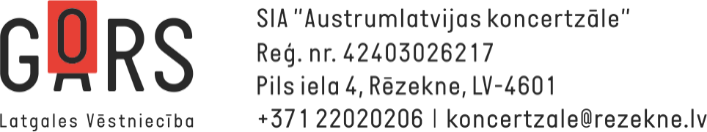 GORS
Latgales Vēstniecība
SIA "Austrumlatvijas koncertzāle"
Reģ. nr. 42403026217
Pils iela 4, Rēzekne, LV-4601
+371 22020206 | koncertzale@rezekne.lv